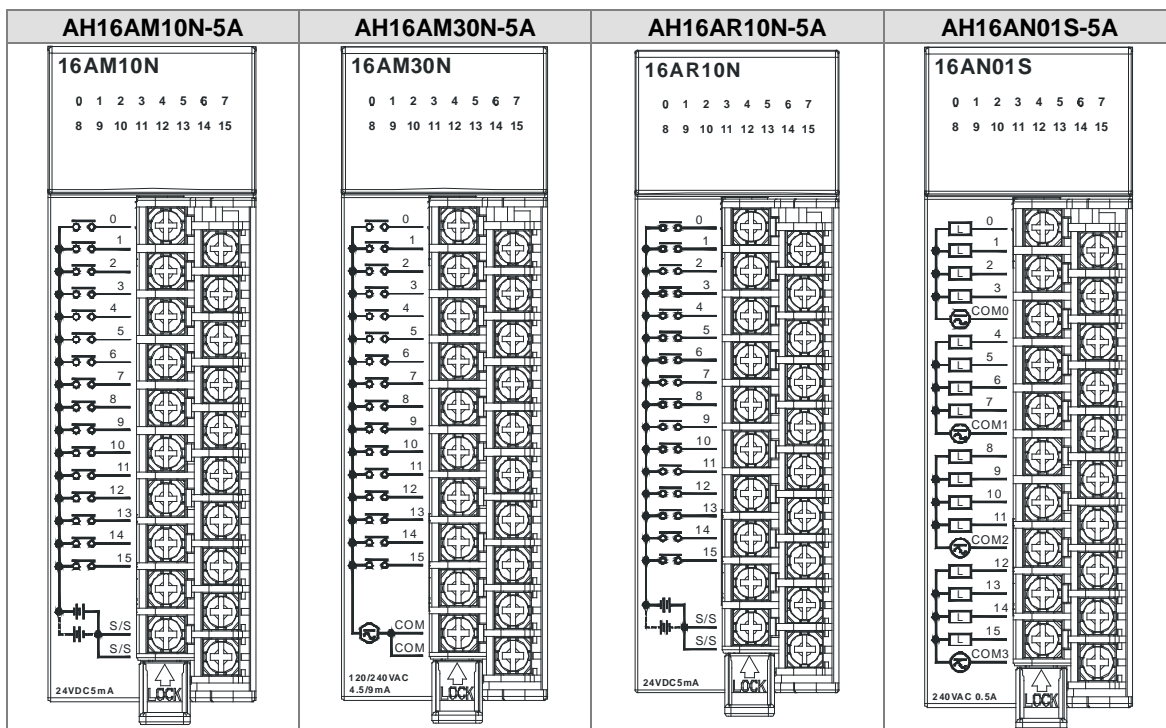 AH16AM10N-5A
16AM10N
0 1 2 3 4 5 6 7
8 9 10 11 12 13 14 15
0
1
2
3
4
5
6
7
8
9
10
11
12
13
14
15
S/S
S/S
24VDC5mA
LOCK
AH16AM30N-5A
16AM30N
0 1 2 3 4 5 6 7
8 9 10 11 12 13 14 15
0
1
2
3
4
5
6
7
8
9
10
11
12
13
14
15
COM
COM
120/240VAC
4.5/9mA
LOCK
AH16AR10N-5A
16AR10N
0 1 2 3 4 5 6 7
8 9 10 11 12 13 14 15
0
1
2
3
4
5
6
7
8
9
10
11
12
13
14
15
S/S
S/S
24VDC5mA
LOCK
AH16AN01S-5A
16AN01S
0 1 2 3 4 5 6 7
8 9 10 11 12 13 14 15
L 0
L 1
L 2
L 3
COM0
L 4
L 5
L 6
L 7
COM1
L 8
L 9
L 10
L 11
COM2
L 12
L 13
L 14
L 15
COM3
240VAC 0.5A
LOCK